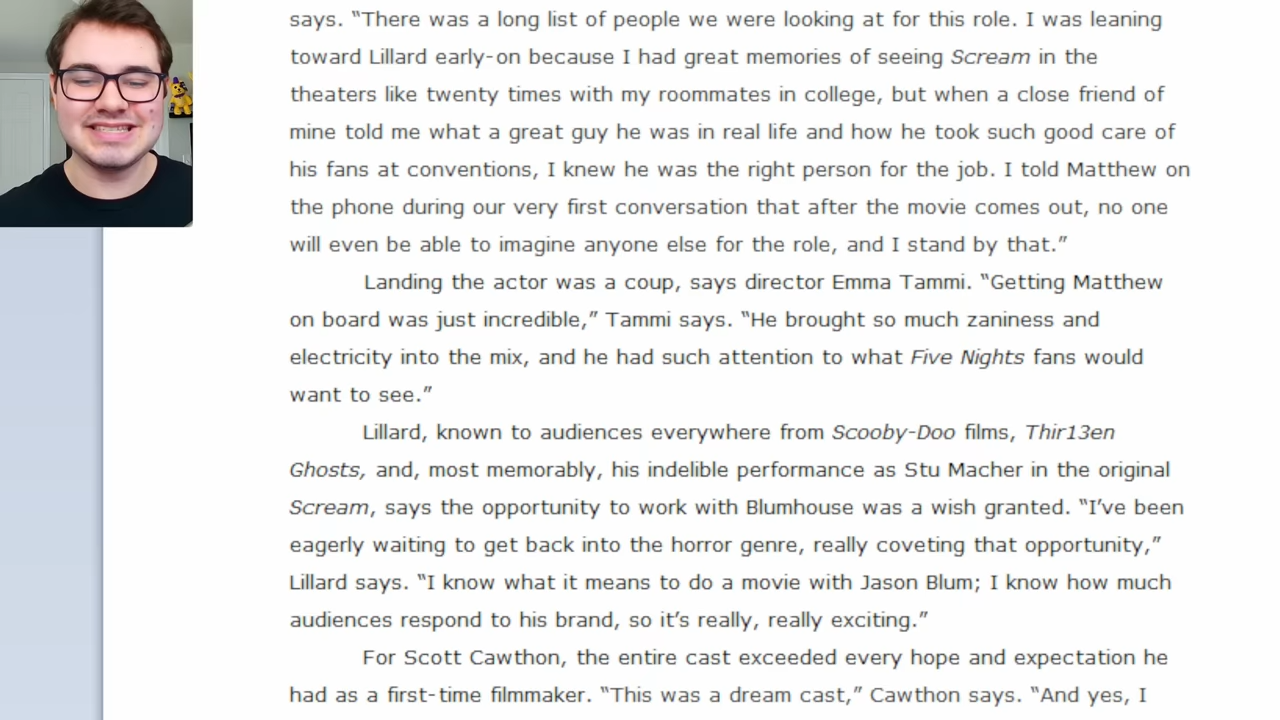 says. “There was a long list of people we were looking at for this role. I was leaning
toward Lillard early-on because I had great memories of seeing Scream in the
theaters like twenty times with my roommates in college, but when a close friend of
mine told me what a great guy he was in real life and how he took such good care of
his fans at conventions, I knew he was the right person for the job. I told Matthew on
the phone during our very first conversation that after the movie comes out, no one
will even be able to imagine anyone else for the role, and I stand by that.”
Landing the actor was a coup, says director Emma Tammi. “Getting Matthew
on board was just incredible,” Tammi says. “He brought so much zaniness and
electricity into the mix, and he had such attention to what Five Nights fans would
want to see.”
Lillard, known to audiences everywhere from Scooby-Doo films, Thir13en
Ghosts, and, most memorably, his indelible performance as Stu Macher in the original
Scream, says the opportunity to work with Blumhouse was a wish granted. “I’ve been
eagerly waiting to get back into the horror genre, really coveting that opportunity,”
Lillard says. “I know what it means to do a movie with Jason Blum; I know how much
audiences respond to his brand, so it’s really, really exciting.”
For Scott Cawthon, the entire cast exceeded every hope and expectation he
had as a first-time filmmaker. “This was a dream cast,” Cawthon says. “And yes, I